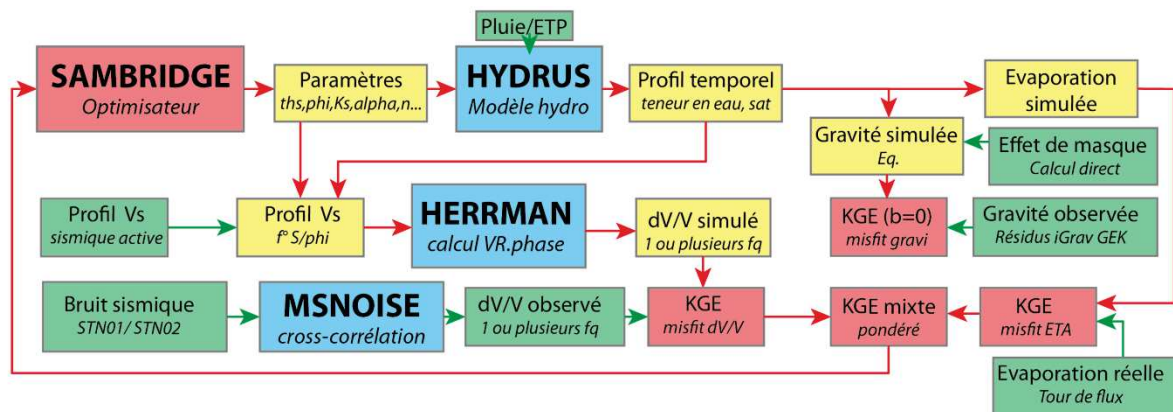 Pluie/ETP
SAMBRIDGE
Optimisateur
Paramètres
ths,phi,Ks,alpha,n...
HYDRUS
Modèle hydro
Profil temporel
teneur en eau, sat
Evaporation
simulée
Gravité simulée
Eq.
Effet de masque
Calcul direct
Profil Vs
sismique active
Profil Vs
f° S/phi
HERRMAN
calcul VR.phase
dV/V simulé
1 ou plusieurs fq
KGE (b=0)
misfit gravi
Gravité observée
Résidus iGrav GEK
Bruit sismique
STN01/ STN02
MSNOISE
cross-corrélation
dV/V observé
1 ou plusieurs fq
KGE
misfit dV/V
KGE mixte
pondéré
KGE
misfit ETA
Evaporation réelle
Tour de flux